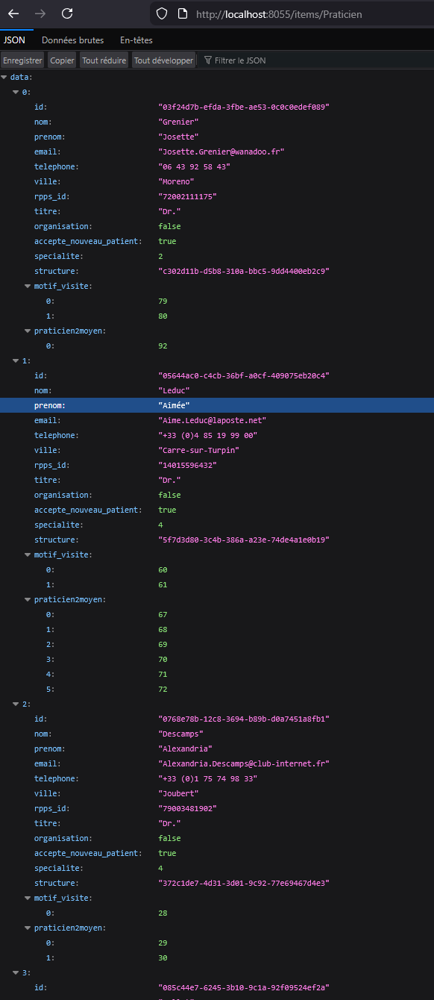 http://localhost:8055/items/Praticien
JSON Données brutes En-têtes
Enregistrer Copier Tout réduire Tout développer Filtrer le JSON
data:
0:
id: "03f24d7b-efda-3fbe-ae53-0c0c0edef089"
nom: "Grenier"
prenom: "Josette"
email: "Josette.Grenier@wanadoo.fr"
telephone: "06 43 92 58 43"
ville: "Moreno"
rpps_id: "72002111175"
titre: "Dr."
organisation: false
accepte_nouveau_patient: true
specialite: 2
structure: "c302d11b-d5b8-310a-bbc5-9dd4400eb2c9"
motif_visite:
0: 79
1: 80
praticien2moyen:
0: 92
1:
id: "05644ac0-c4cb-36bf-a0cf-409075eb20c4"
nom: "Leduc"
prenom: "Aimée"
email: "Aime.Leduc@laposte.net"
telephone: "+33 (0)4 85 19 99 00"
ville: "Carre-sur-Turpin"
rpps_id: "14015596432"
titre: "Dr."
organisation: false
accepte_nouveau_patient: true
specialite: 4
structure: "5f7d3d80-3c4b-386a-a23e-74de4a1e0b19"
motif_visite:
0: 60
1: 61
praticien2moyen:
0: 67
1: 68
2: 69
3: 70
4: 71
5: 72
2:
id: "0768e78b-12c8-3694-b89b-d0a7451a8fb1"
nom: "Descamps"
prenom: "Alexandria"
email: "Alexandria.Descamps@club-internet.fr"
telephone: "+33 (0)1 75 74 98 33"
ville: "Joubert"
rpps_id: "79003481902"
titre: "Dr."
organisation: false
accepte_nouveau_patient: true
specialite: 4
structure: "372c1de7-4d31-3d01-9c92-77e69467d4e3"
motif_visite:
0: 28
praticien2moyen:
0: 29
1: 30
3:
id: "085c44e7-6245-3b10-9c1a-92f09524ef2a"